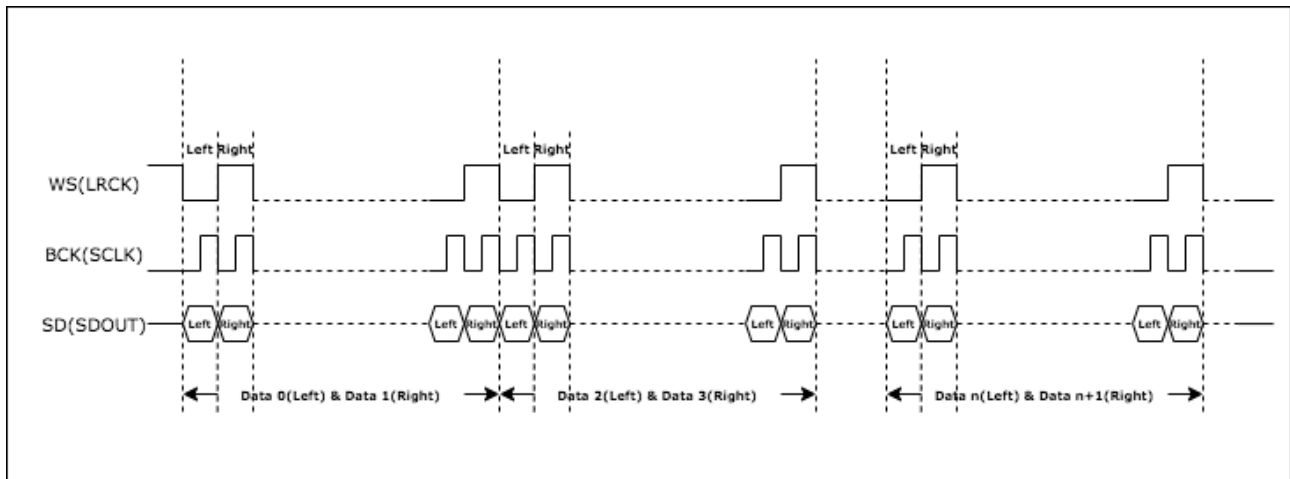 Left Right Left Right Left Right
WS(LRCK)
BCK(SCLK)
SD(SDOUT) Left Right Left Right Left Right Left Right Left Right Left Right
Data 0(Left) & Data 1(Right) Data 2(Left) & Data 3(Right) Data n(Left) & Data n+1(Right)